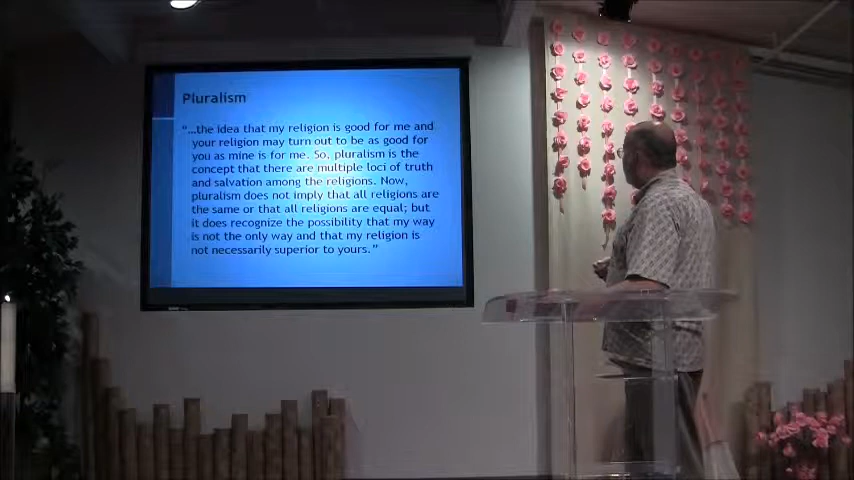 Pluralism
"...the idea that my religion is good for me and
your religion may turn out to be as good for
you as mine is for me. So, pluralism is the
concept that there are multiple loci of truth
and salvation among the religions. Now,
pluralism does not imply that all religions are
the same or that all religions are equal; but
it does recognize the possibility that my way
is not the only way and that my religion is
not necessarily superior to yours."